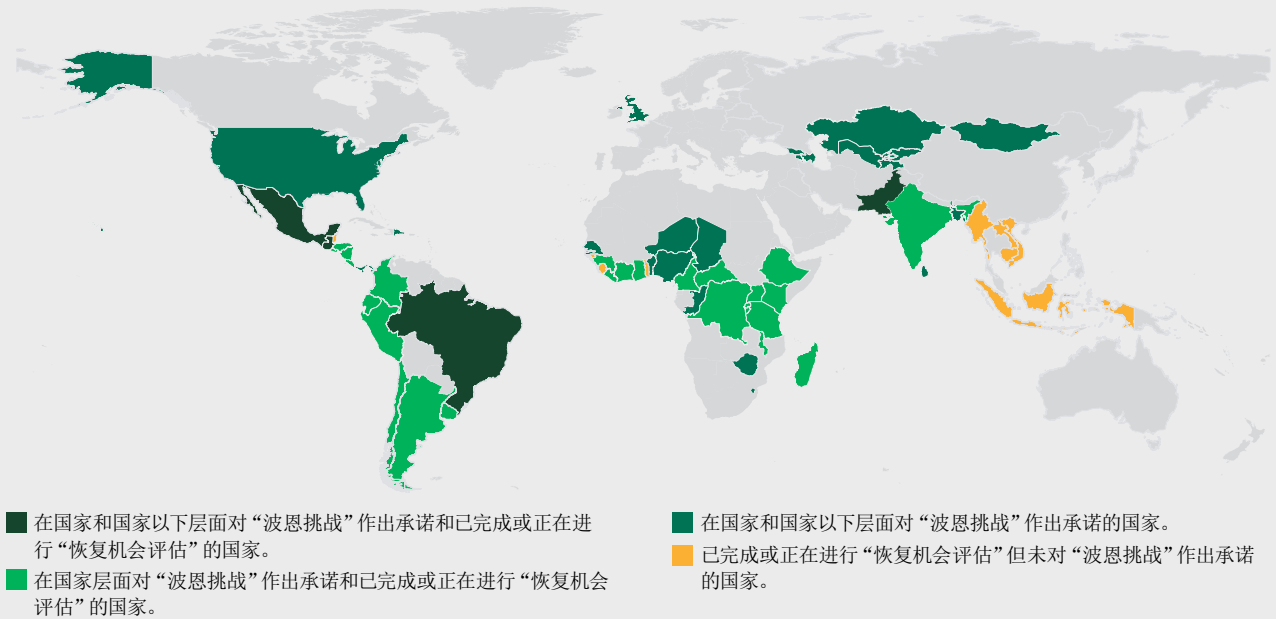 在国家和国家以下层面对“波恩挑战”作出承诺和已完成或正在进
行“恢复机会评估”的国家。
在国家层面对“波恩挑战”作出承诺和已完成或正在进行“恢复机会
评估”的国家。
在国家和国家以下层面对“波恩挑战”作出承诺的国家。
已完成或正在进行“恢复机会评估”但未对“波恩挑战”作出承诺
的国家。